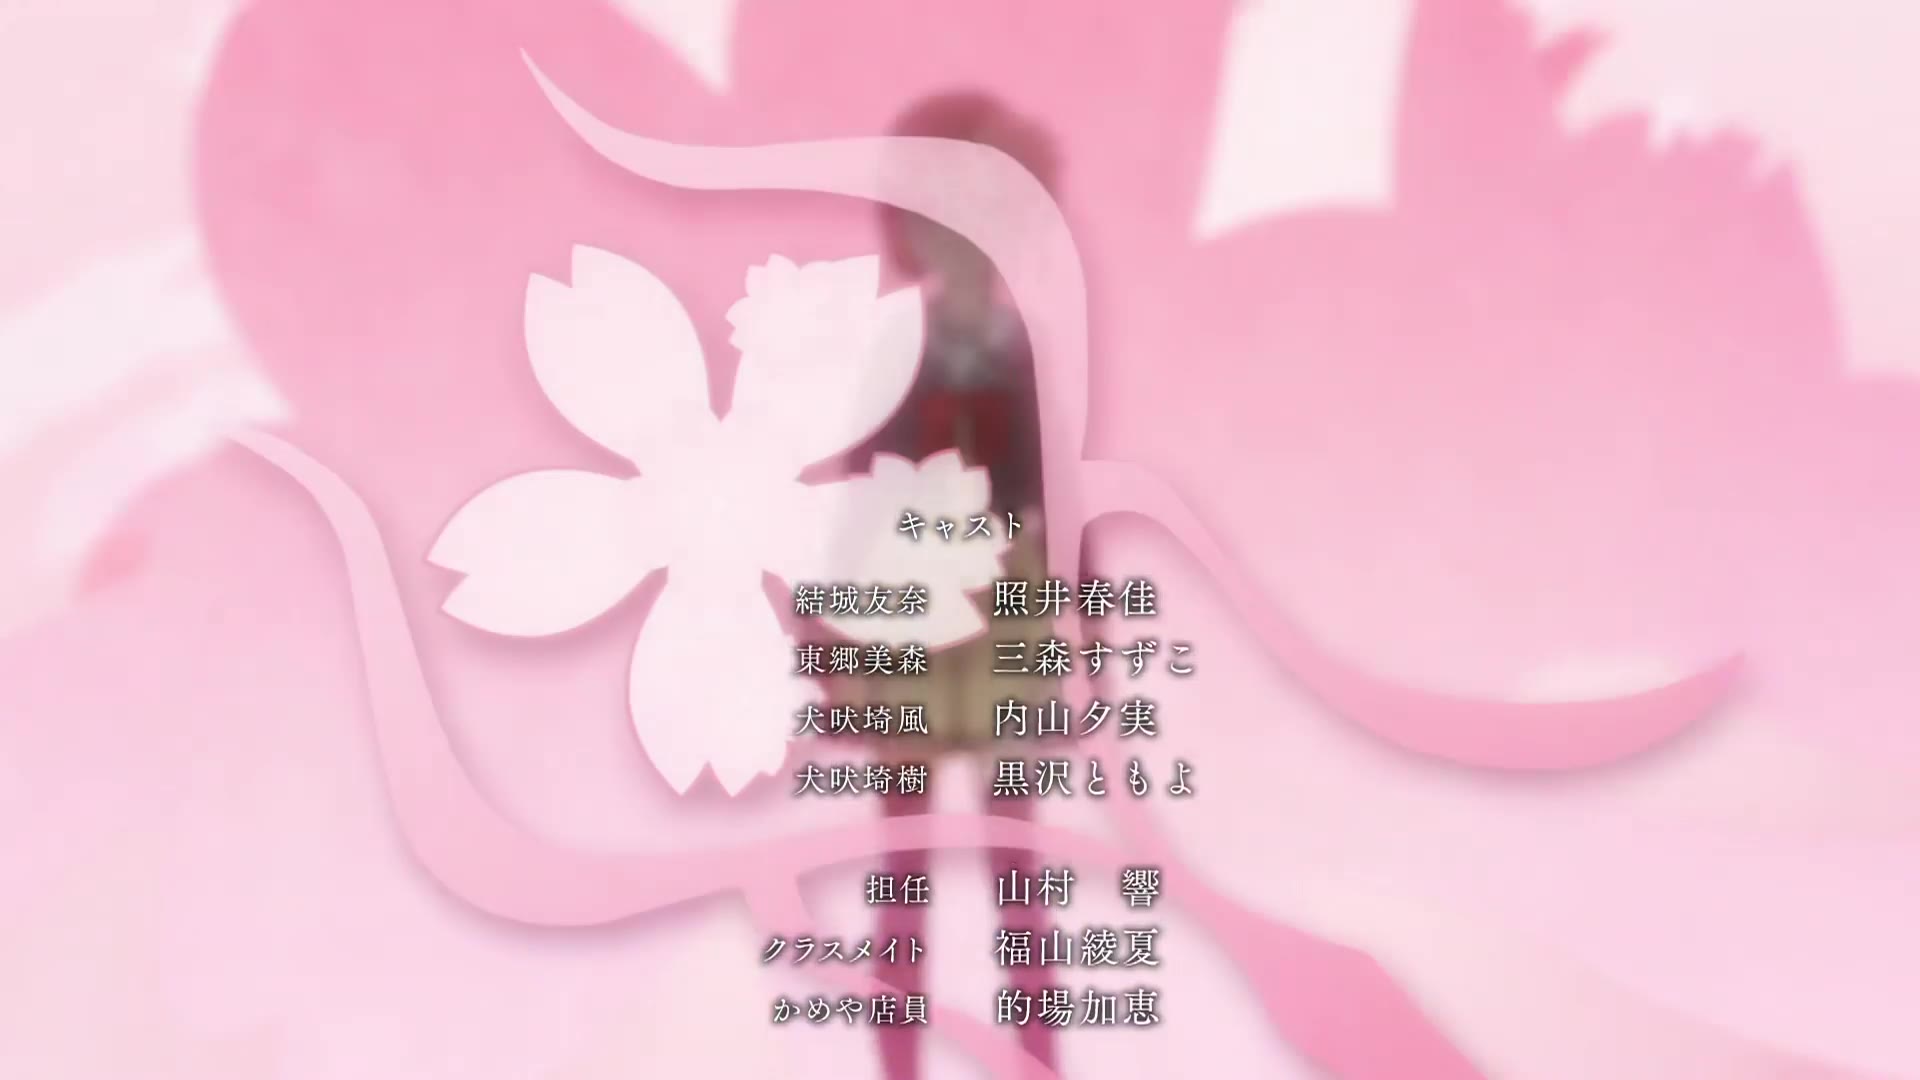 キャスト
結城友奈　照井春佳
東郷美森　三森すずこ
犬吠埼風　内山夕実
犬吠埼樹　黒沢ともよ
担任　山村　響
クラスメイト　福山綾夏
かめや店員　的場加恵